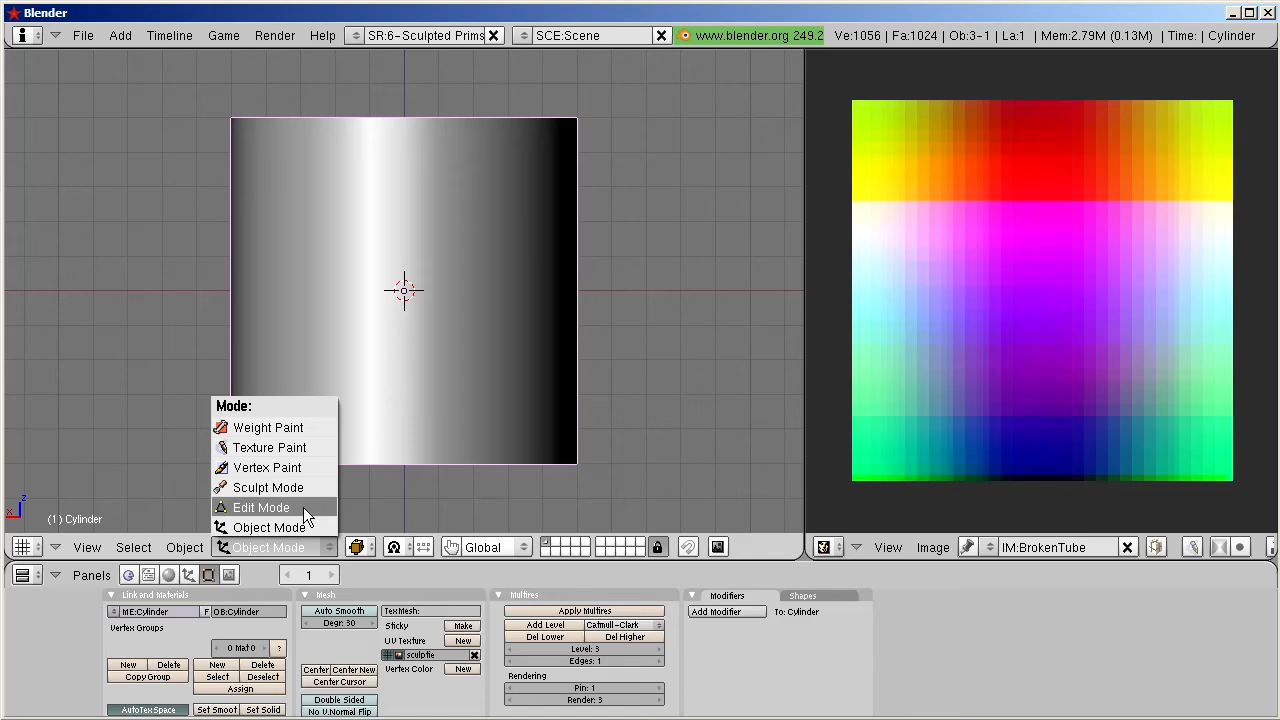 Blender
File Add Timeline Game Render Help SR:6-Sculpted Prims SCE:Scene www.blender.org 249.2 Ve:1056 | Fa:1024 | Ob:3-1 | La:1 | Mem:2.79M (0.13M) | Time: | Cylinder
Mode:
Weight Paint
Texture Paint
Vertex Paint
Sculpt Mode
Edit Mode
Object Mode
z
x
(1) Cylinder
View Select Object Object Mode Global
View Image IM:BrokenTube
Panels 1
Link and Materials
ME:Cylinder F OB:Cylinder
Vertex Groups
0 Mat 0 ?
New Delete New Delete
Copy Group Select Deselect
Assign
AutoTexSpace Set Smoot Set Solid
Mesh
Auto Smooth TexMesh:
Degr: 30 Sticky Make
UV Texture New
sculptie
Center Center New Vertex Color New
Center Cursor
Double Sided
No V.Normal Flip
Multires
Apply Multires
Add Level Catmull-Clark
Del Lower Del Higher
Level: 3
Edges: 1
Rendering
Pin: 1
Render: 3
Modifiers Shapes
Add Modifier To: Cylinder